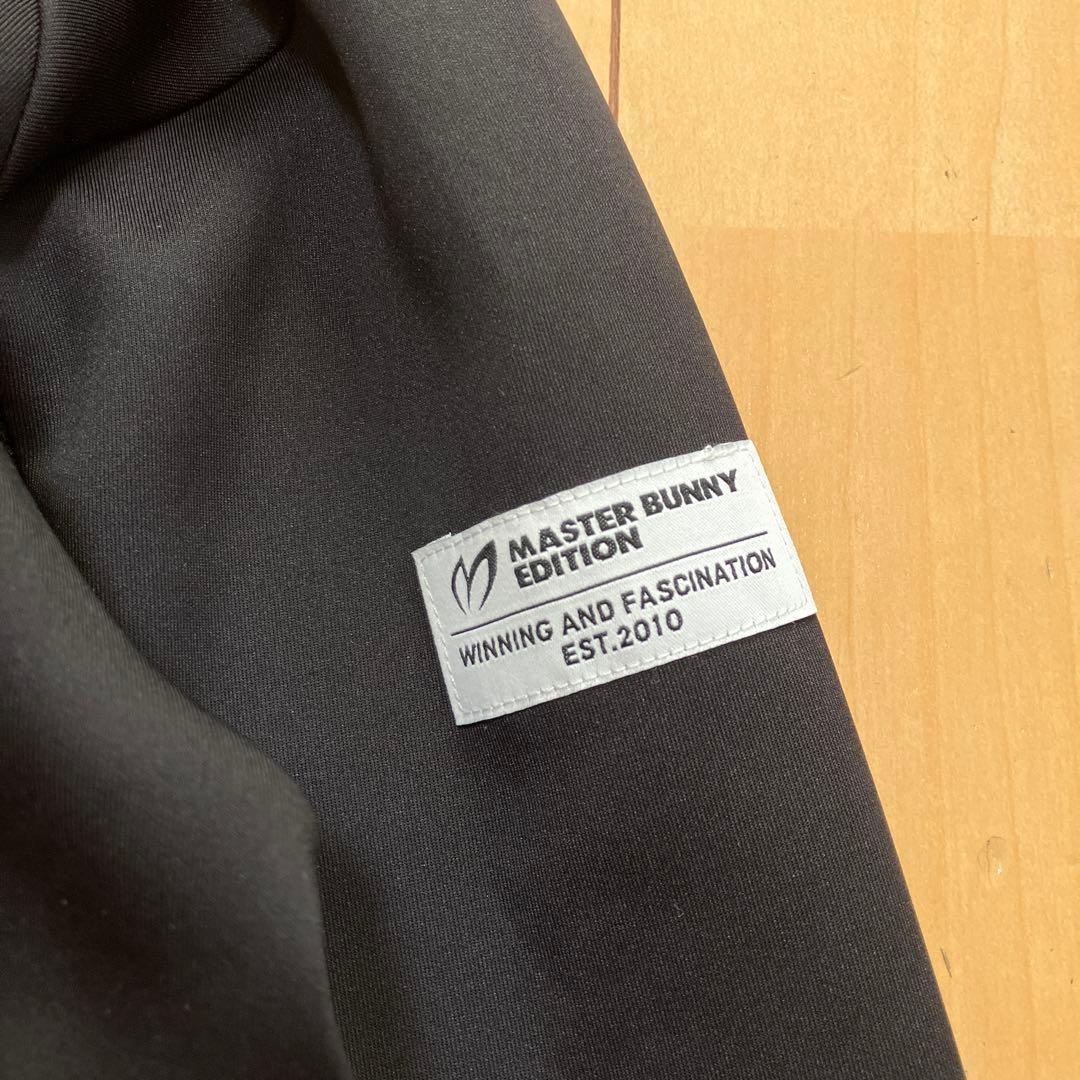 MASTER BUNNY
EDITION
WINNING AND FASCINATION
EST.2010